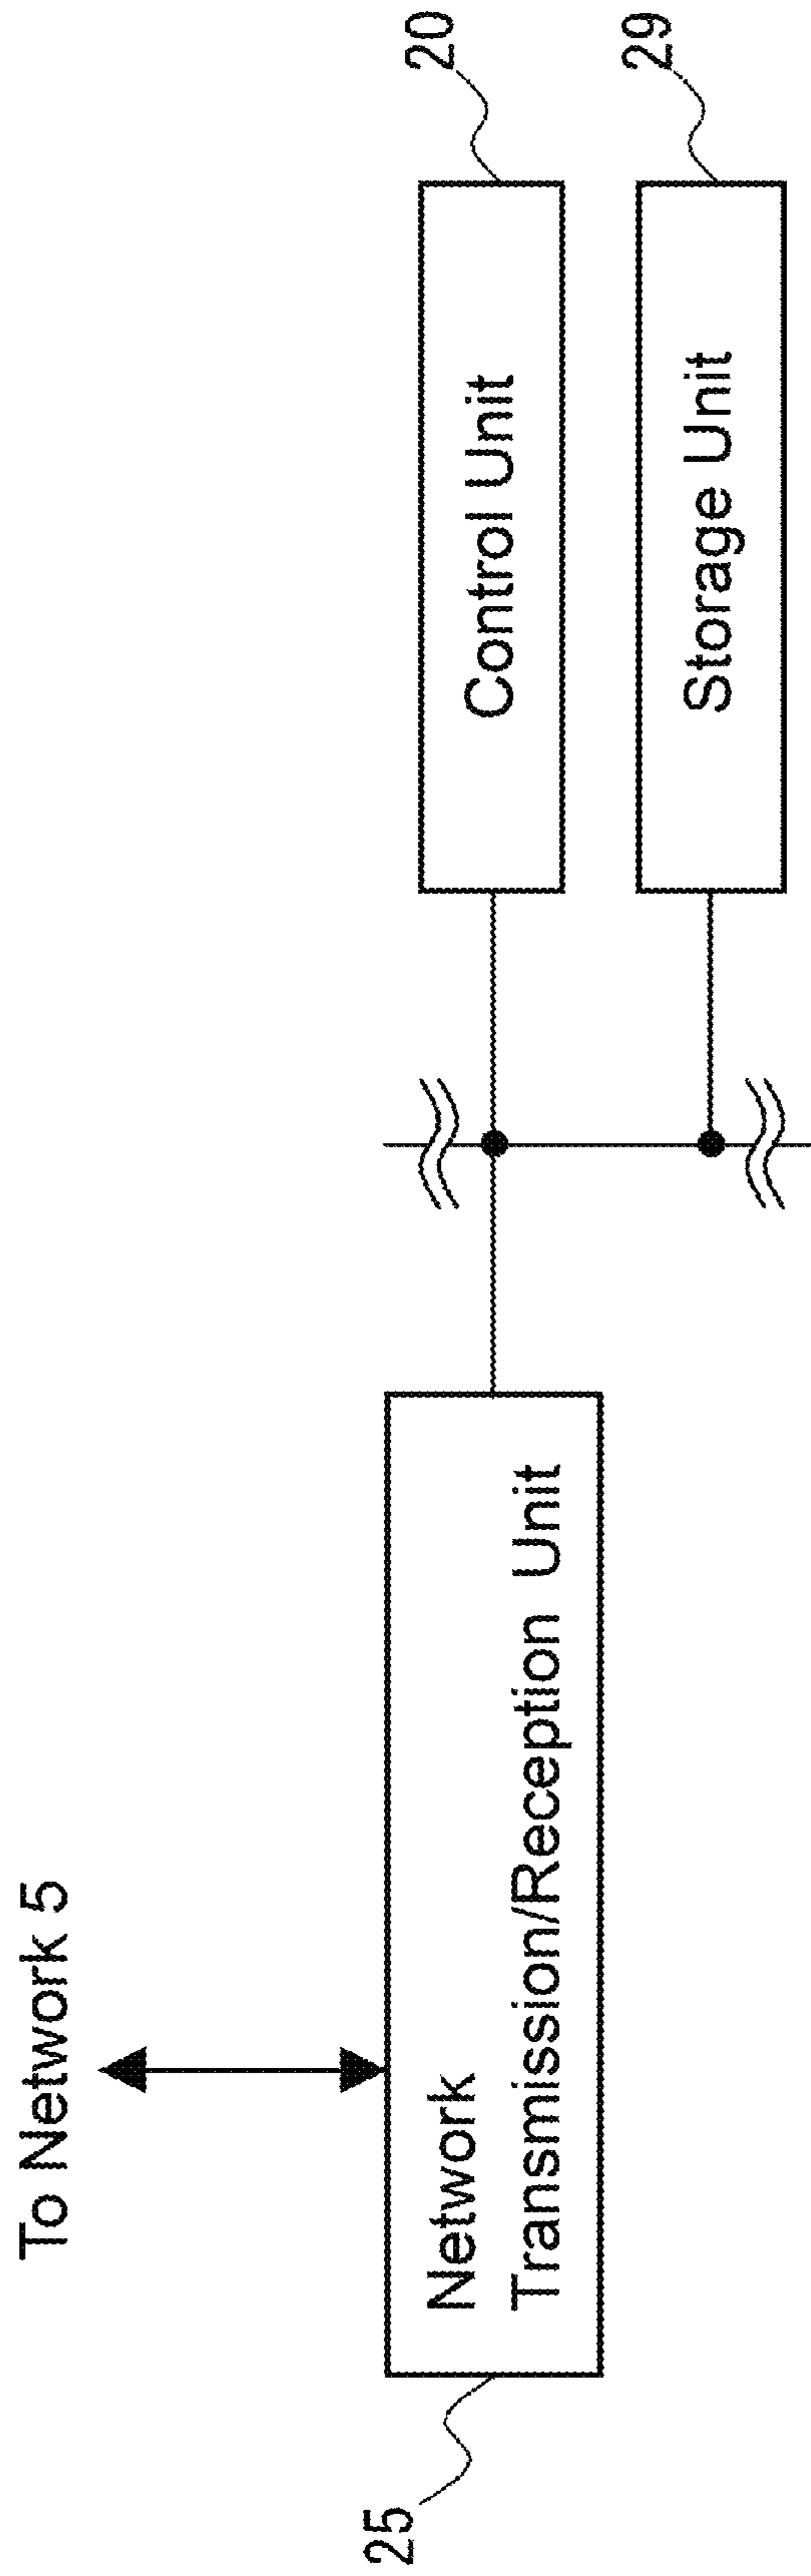 To Network 5
25
Network
Transmission/Reception Unit
Control Unit
20
Storage Unit
29